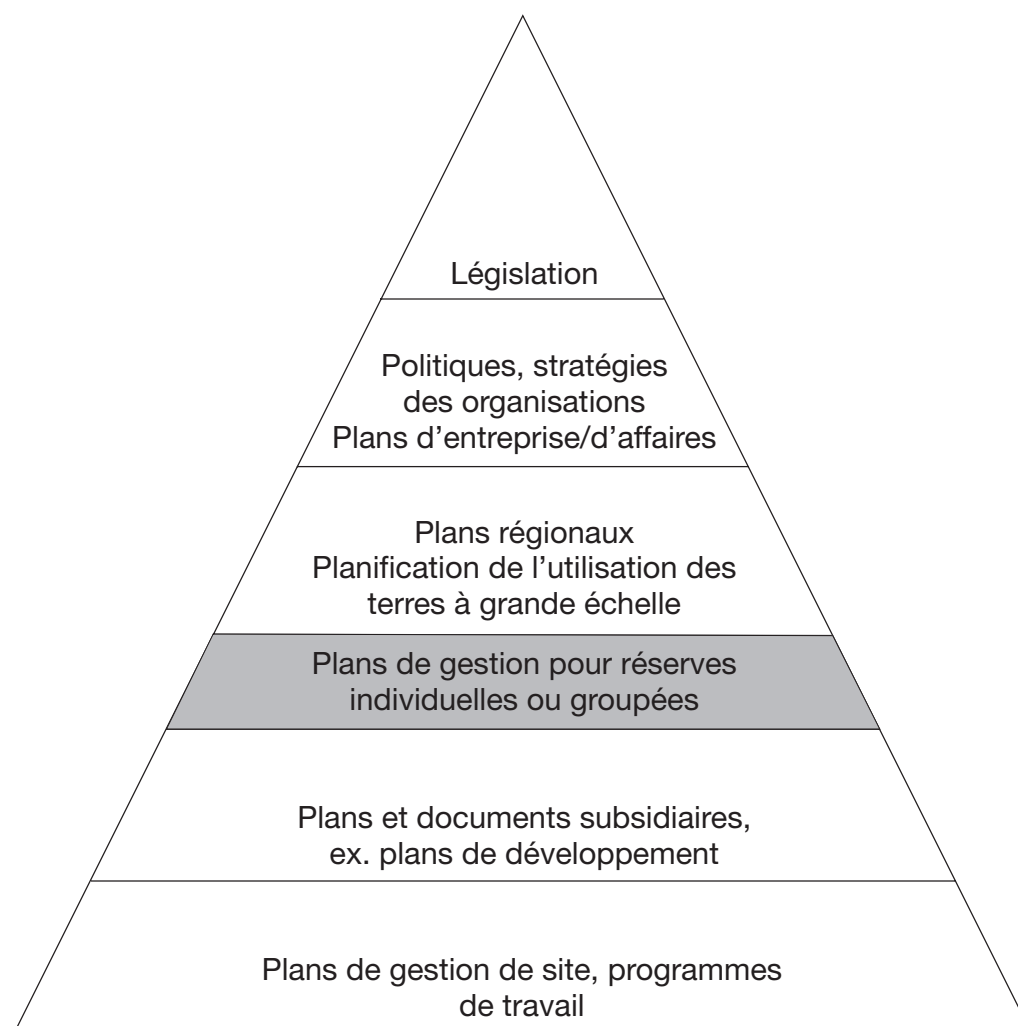 Législation
Politiques, stratégies
des organisations
Plans d’entreprise/d’affaires
Plans régionaux
Planification de l’utilisation des
terres à grande échelle
Plans de gestion pour réserves
individuelles ou groupées
Plans et documents subsidiaires,
ex. plans de développement
Plans de gestion de site, programmes
de travail